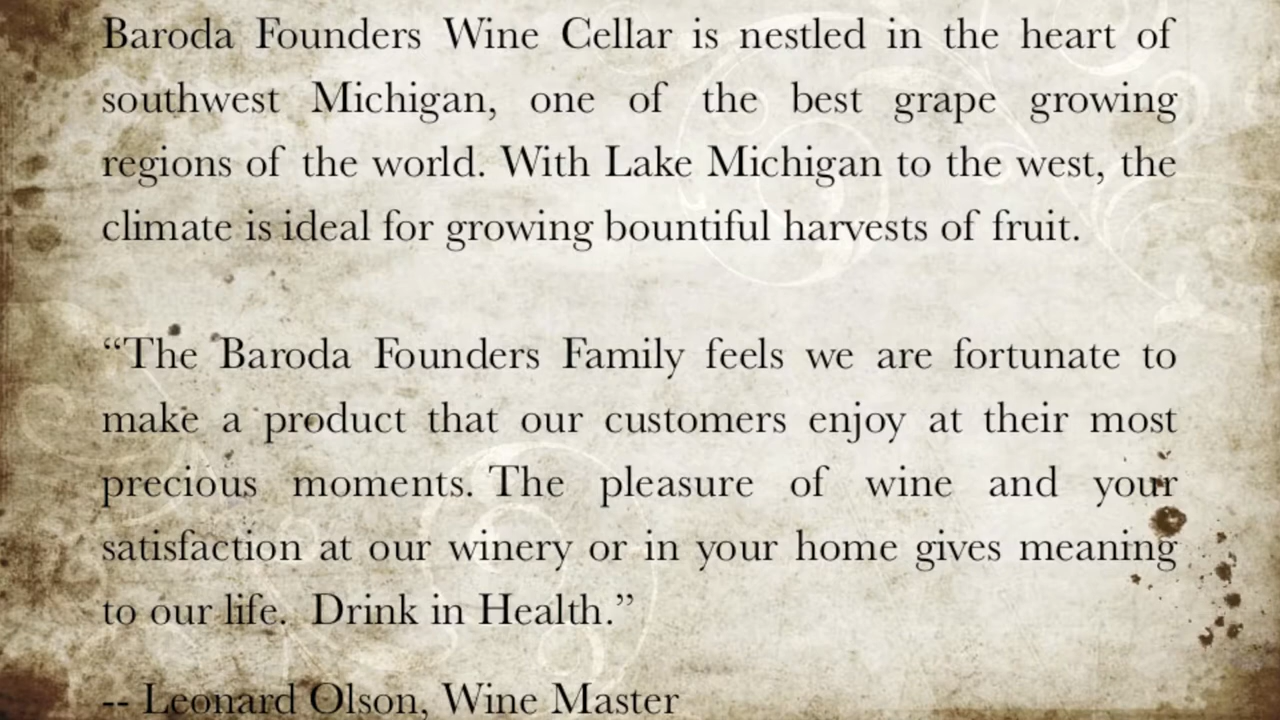 Baroda Founders Wine Cellar is nestled in the heart of
southwest Michigan, one of the best grape growing
regions of the world. With Lake Michigan to the west, the
climate is ideal for growing bountiful harvests of fruit.
“The Baroda Founders Family feels we are fortunate to
make a product that our customers enjoy at their most
precious moments. The pleasure of wine and your
satisfaction at our winery or in your home gives meaning
to our life.  Drink in Health.”
-- Leonard Olson, Wine Master